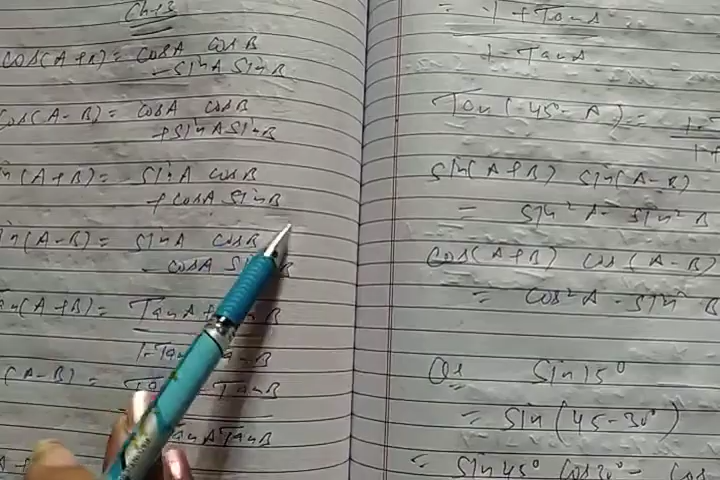 Ch-3
cos(A+B) = cosA cosB
- sinA sinB
cos(A-B) = cosA cosB
+ sinA sinB
(A+B) = sinA cosB
+ cosA sinB
(A-B) = sinA cosB
- cosA
(A+B) = TanA+
(A-B) =
TanB
TanATanB
= 1 + TanA
1 - TanA
Tan(45-A) =
sin(A+B) sin(A-B)
= sin²A - sin²B
cos(A+B) cos(A-B)
= cos²A - sin²B
Q: Sin15°
= Sin(45-30°)
= Sin45° Cos30° - Cos